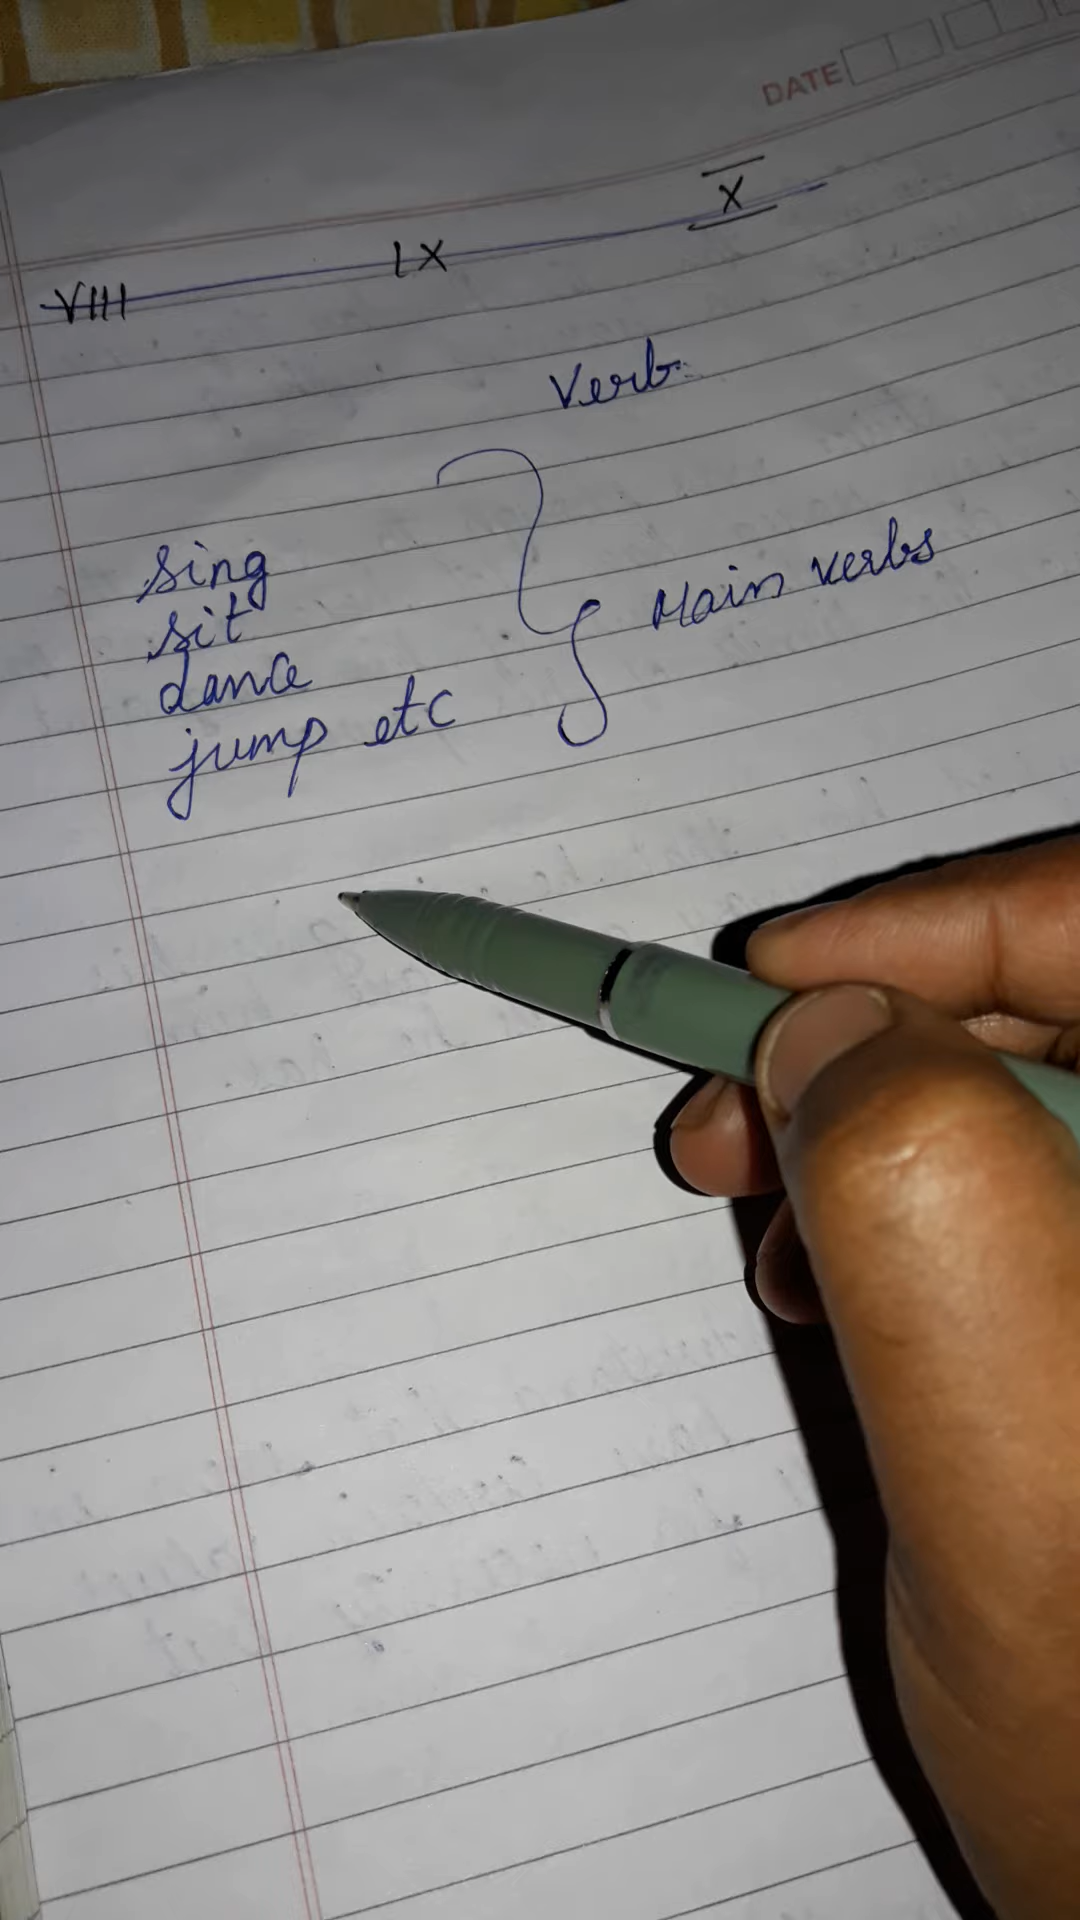 DATE
VIII IX X
Verb
sing
sit
dance
jump etc
Main verbs